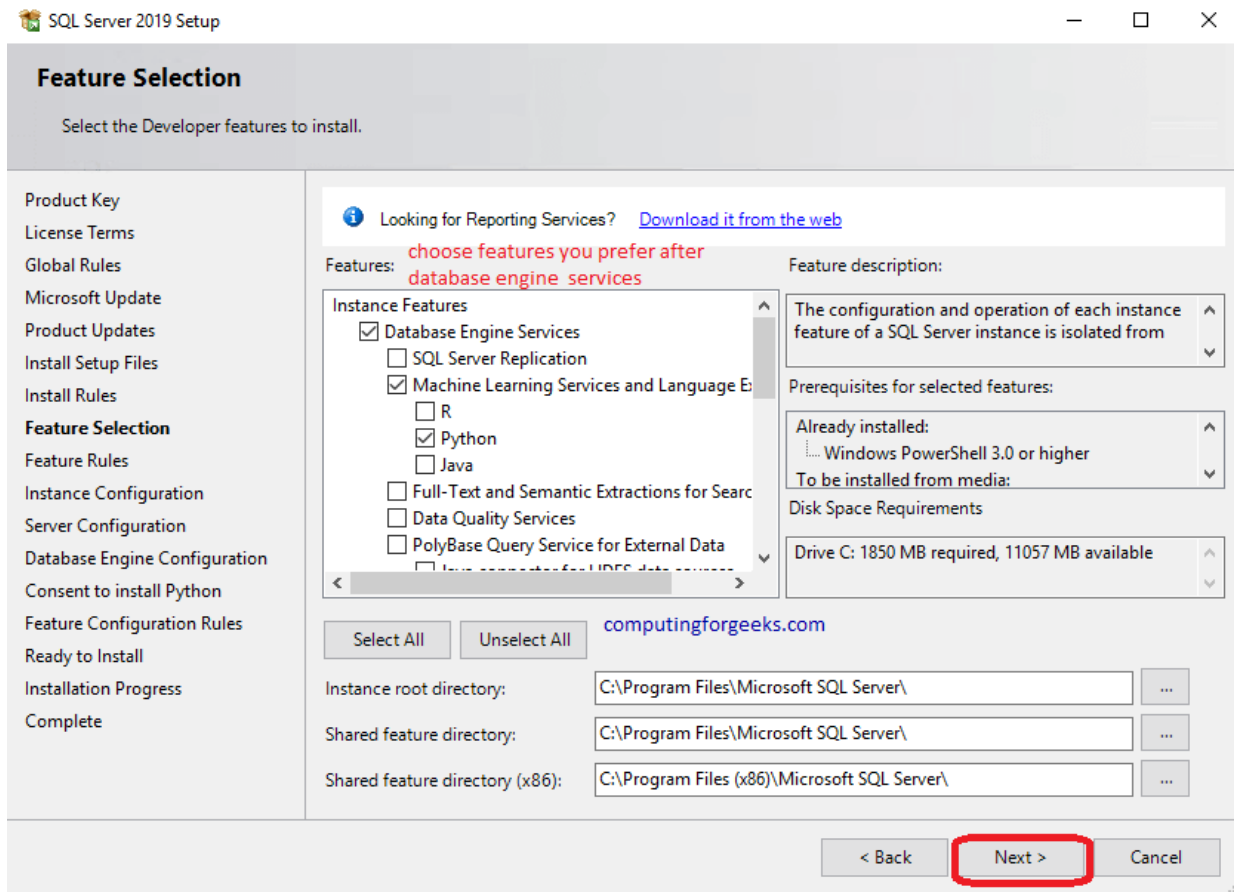 SQL Server 2019 Setup
Feature Selection
Select the Developer features to install.
Product Key
License Terms
Global Rules
Microsoft Update
Product Updates
Install Setup Files
Install Rules
Feature Selection
Feature Rules
Instance Configuration
Server Configuration
Database Engine Configuration
Consent to install Python
Feature Configuration Rules
Ready to Install
Installation Progress
Complete
Looking for Reporting Services? Download it from the web
choose features you prefer after
database engine services
Features:
Instance Features
Database Engine Services
SQL Server Replication
Machine Learning Services and Language Ex
R
Python
Java
Full-Text and Semantic Extractions for Searc
Data Quality Services
PolyBase Query Service for External Data
Java connector for HDFS data sources
Feature description:
The configuration and operation of each instance
feature of a SQL Server instance is isolated from
Prerequisites for selected features:
Already installed:
Windows PowerShell 3.0 or higher
To be installed from media:
Disk Space Requirements
Drive C: 1850 MB required, 11057 MB available
Select All
Unselect All
computingforgeeks.com
Instance root directory:
C:\Program Files\Microsoft SQL Server\
...
Shared feature directory:
C:\Program Files\Microsoft SQL Server\
...
Shared feature directory (x86):
C:\Program Files (x86)\Microsoft SQL Server\
...
< Back
Next >
Cancel